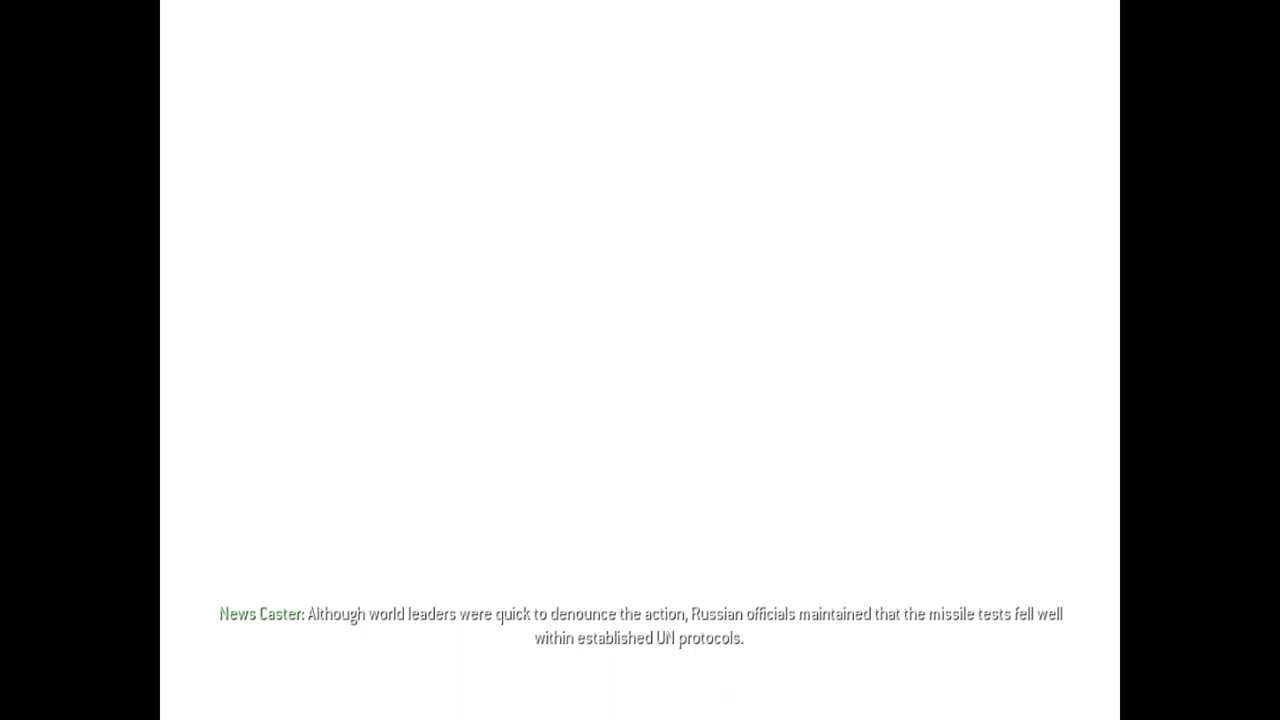 News Caster: Although world leaders were quick to denounce the action, Russian officials maintained that the missile tests fell well
within established UN protocols.